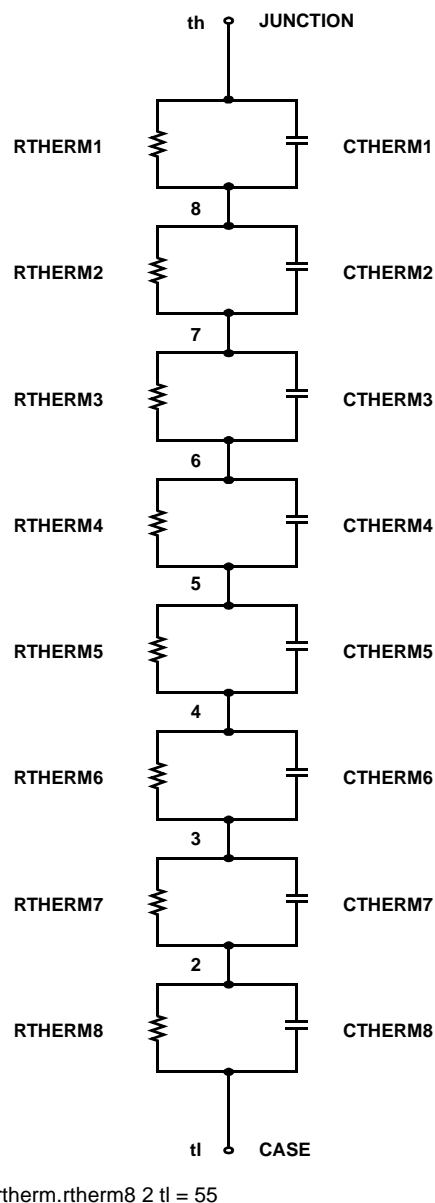 th JUNCTION
RTHERM1 CTHERM1
8
RTHERM2 CTHERM2
7
RTHERM3 CTHERM3
6
RTHERM4 CTHERM4
5
RTHERM5 CTHERM5
4
RTHERM6 CTHERM6
3
RTHERM7 CTHERM7
2
RTHERM8 CTHERM8
tl CASE
therm.rtherm8 2 tl = 55